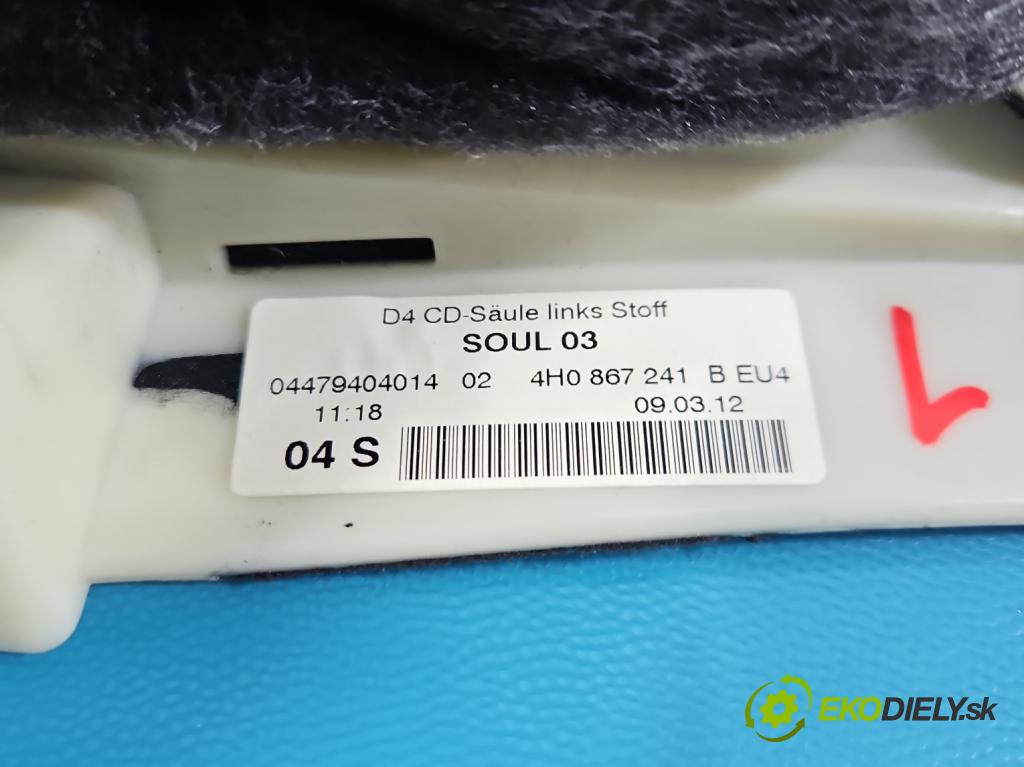 D4 CD-Säule links Stoff
SOUL 03
04479404014 02 4H0 867 241 B EU4
11:18 09.03.12
04 S
1
EKODIELY.sk